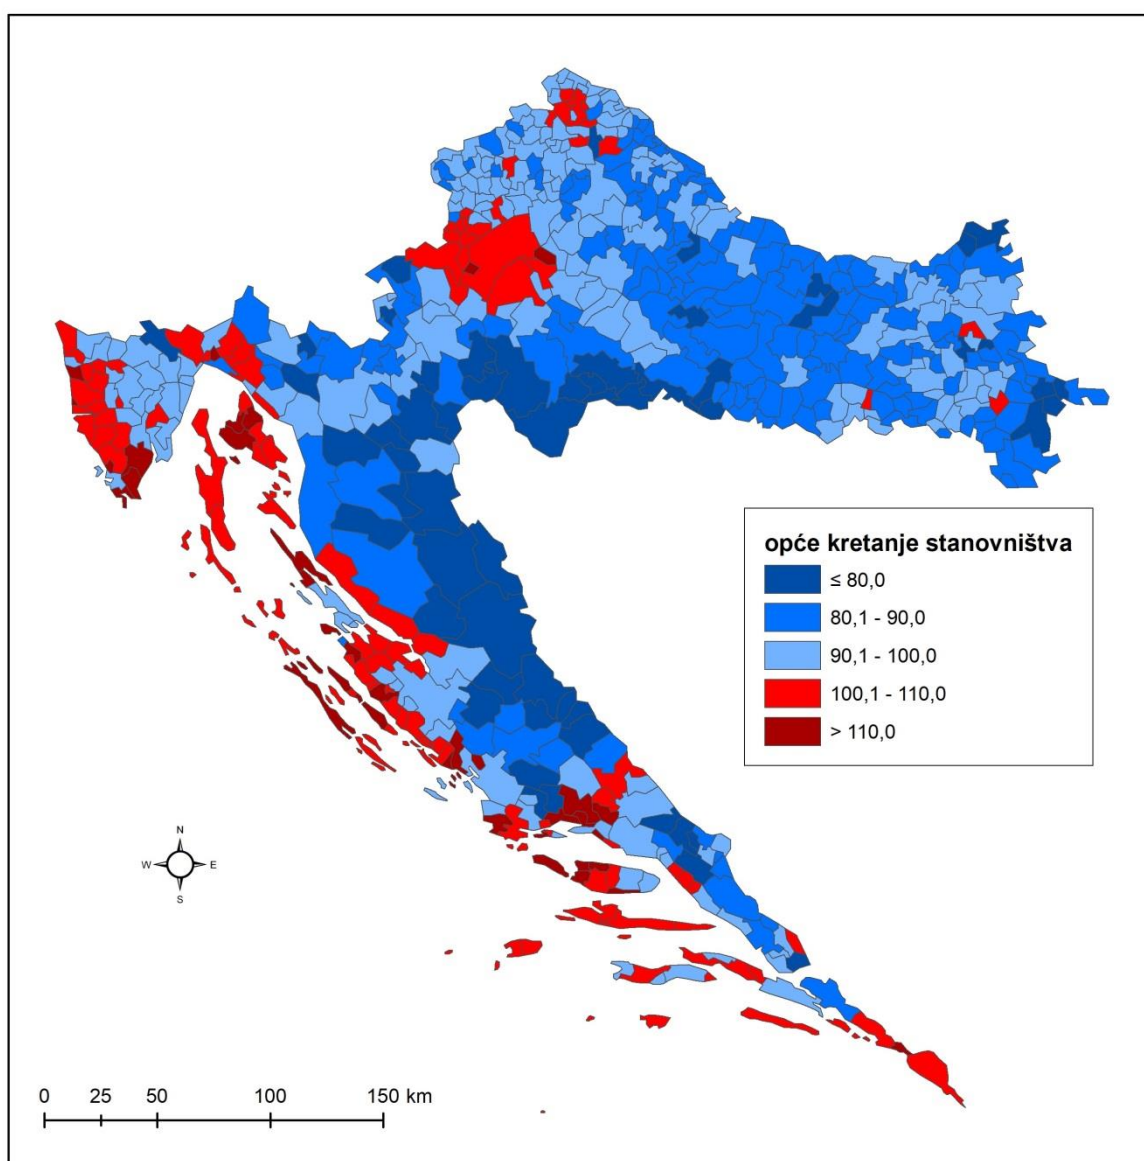 opće kretanje stanovništva
≤ 80,0
80,1 - 90,0
90,1 - 100,0
100,1 - 110,0
> 110,0
N
W E
S
0 25 50 100 150 km